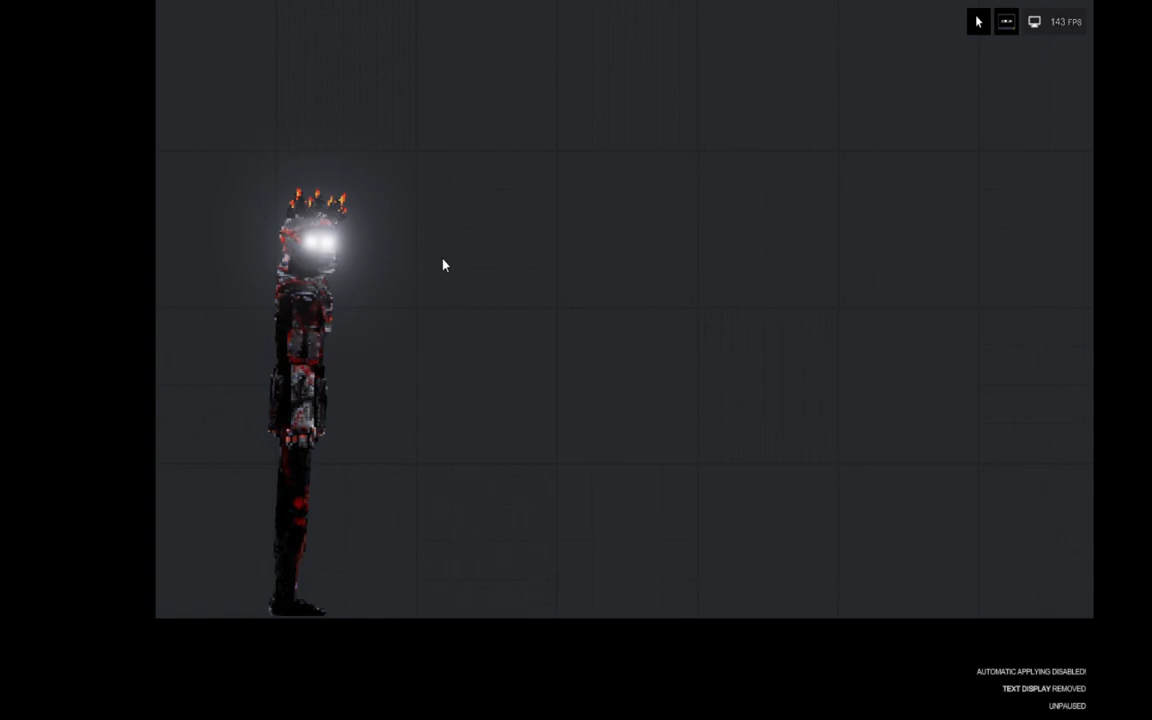 143 FPS
AUTOMATIC APPLYING DISABLED!
TEXT DISPLAY REMOVED
UNPAUSED